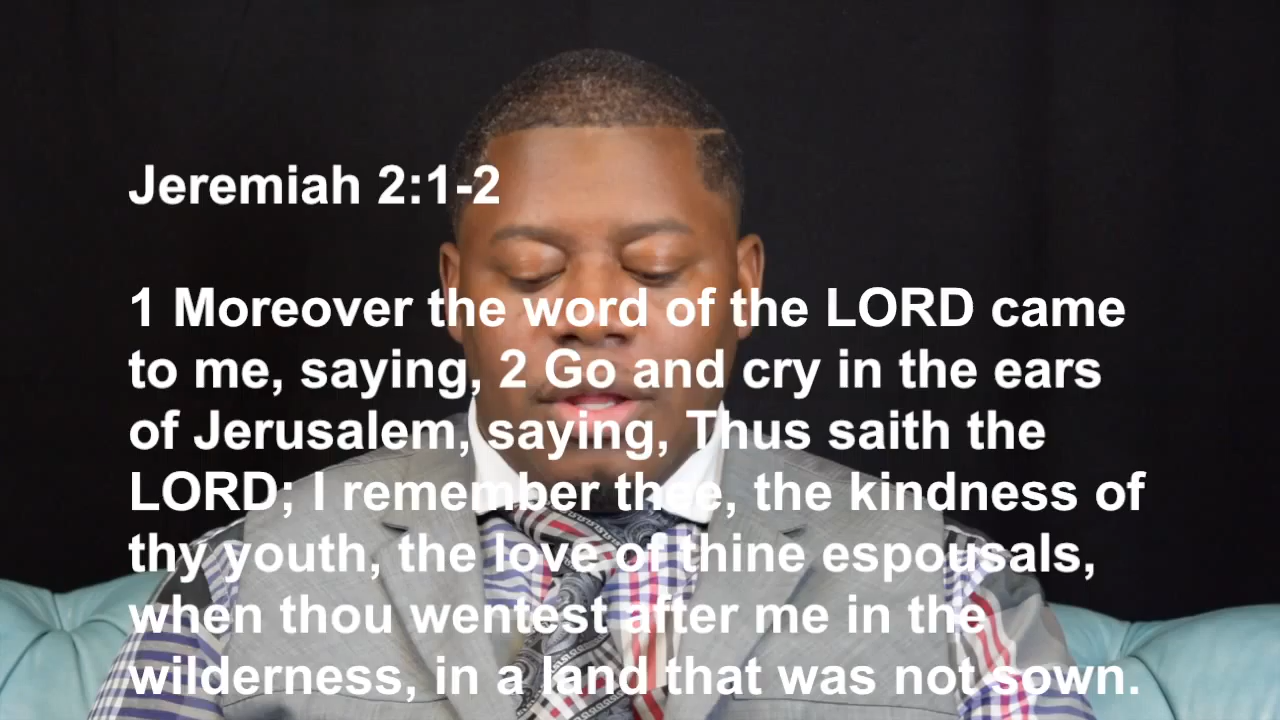 Jeremiah 2:1-2
1 Moreover the word of the LORD came
to me, saying, 2 Go and cry in the ears
of Jerusalem, saying, Thus saith the
LORD; I remember thee, the kindness of
thy youth, the love of thine espousals,
when thou wentest after me in the
wilderness, in a land that was not sown.